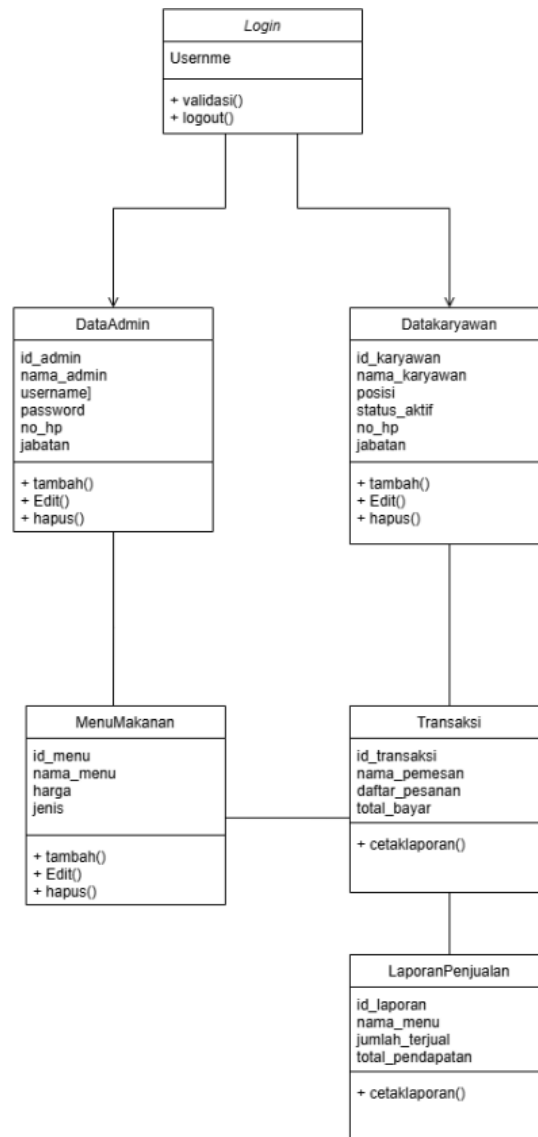 Login
Usernme
+ validasi()
+ logout()
DataAdmin
id_admin
nama_admin
username]
password
no_hp
jabatan
+ tambah()
+ Edit()
+ hapus()
Datakaryawan
id_karyawan
nama_karyawan
posisi
status_aktif
no_hp
jabatan
+ tambah()
+ Edit()
+ hapus()
MenuMakanan
id_menu
nama_menu
harga
jenis
+ tambah()
+ Edit()
+ hapus()
Transaksi
id_transaksi
nama_pemesan
daftar_pesanan
total_bayar
+ cetaklaporan()
LaporanPenjualan
id_laporan
nama_menu
jumlah_terjual
total_pendapatan
+ cetaklaporan()